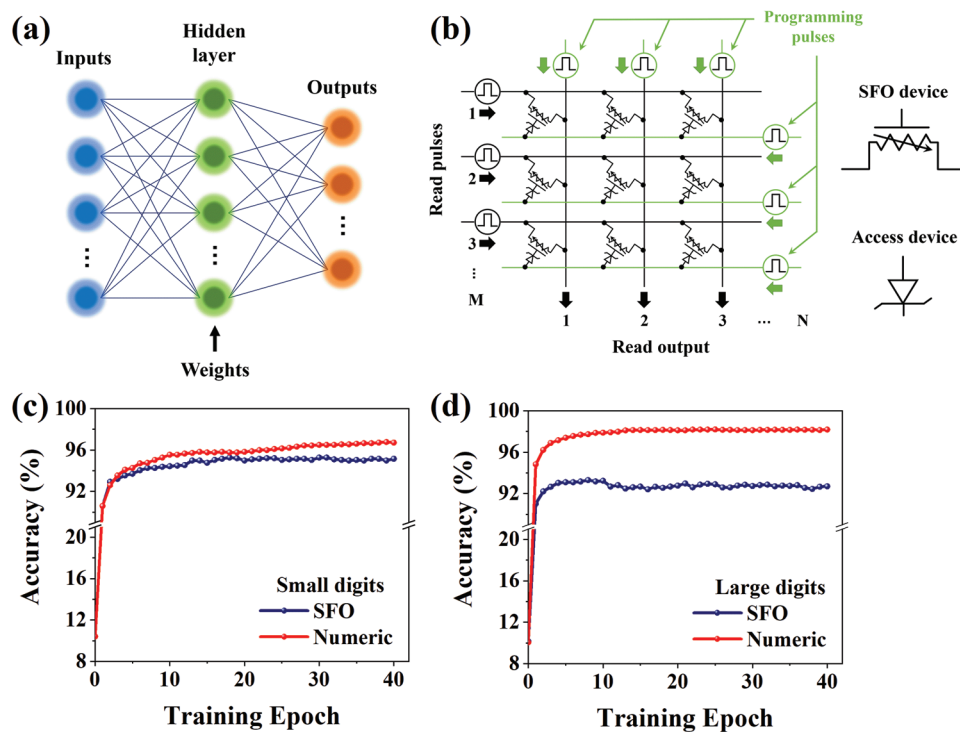 (a)
Hidden
layer
Inputs
Outputs
Weights
(b)
Programming
pulses
Read pulses
1
2
3
...
M
1 2 3 ... N
Read output
SFO device
Access device
(c)
Accuracy (%)
100
96
92
20
16
12
8
Small digits
SFO
Numeric
0 10 20 30 40
Training Epoch
(d)
Accuracy (%)
100
96
92
20
16
12
8
Large digits
SFO
Numeric
0 10 20 30 40
Training Epoch